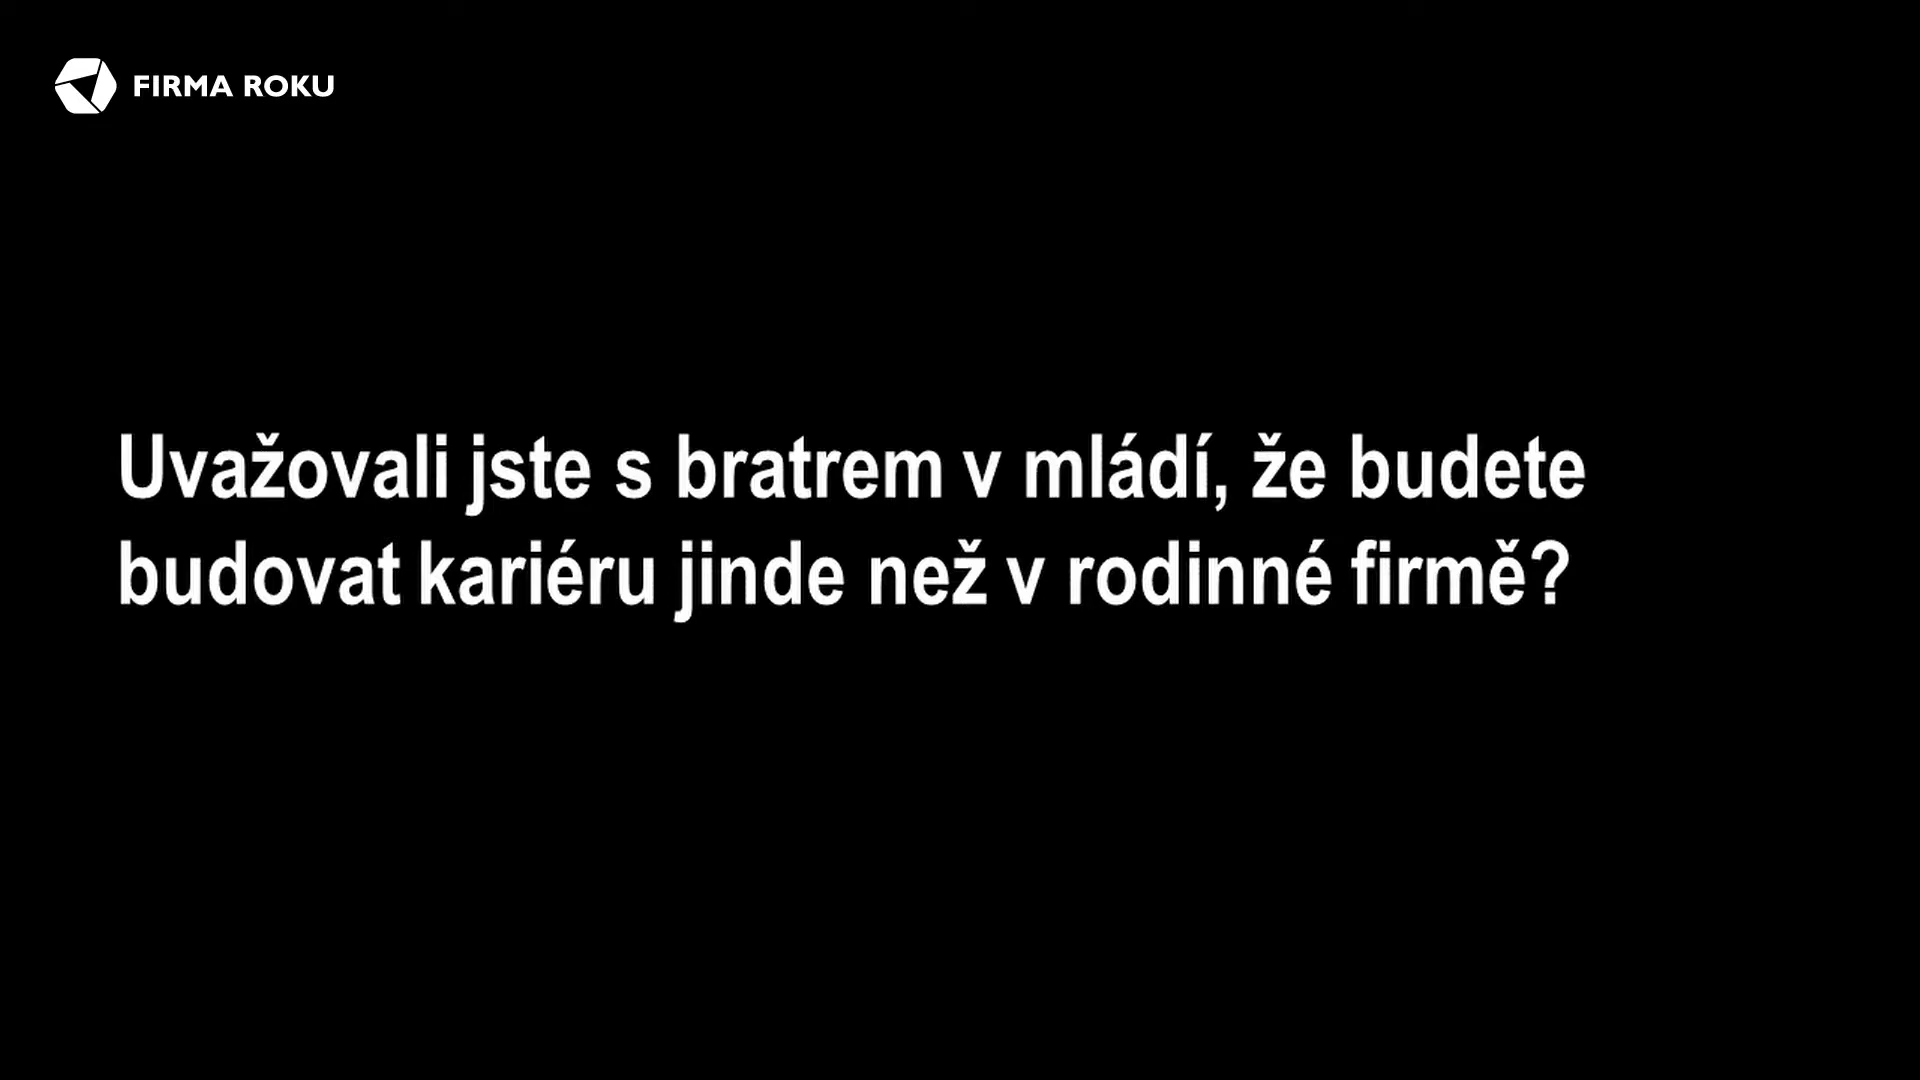 FIRMA ROKU
Uvažovali jste s bratrem v mládí, že budete
budovat kariéru jinde než v rodinné firmě?